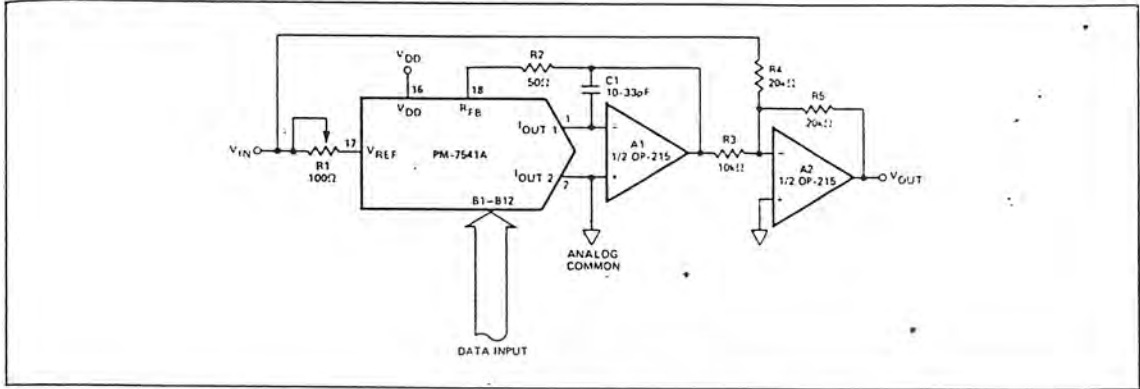 VDD
16
VDD
18
RFB
R2
50Ω
C1
10-33pF
R4
20kΩ
R5
20kΩ
VIN
R1
100Ω
17
VREF
PM-7541A
IOUT 1
1
IOUT 2
2
B1-B12
A1
1/2 OP-215
R3
10kΩ
A2
1/2 OP-215
VOUT
ANALOG
COMMON
DATA INPUT